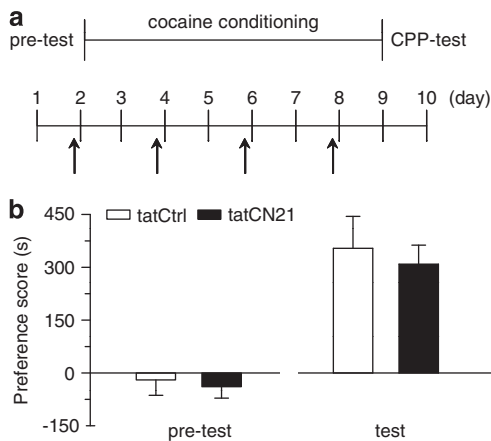 a
cocaine conditioning
pre-test
CPP-test
1 2 3 4 5 6 7 8 9 10 (day)
b
tatCtrl tatCN21
Preference score (s)
450
300
150
0
-150
pre-test test